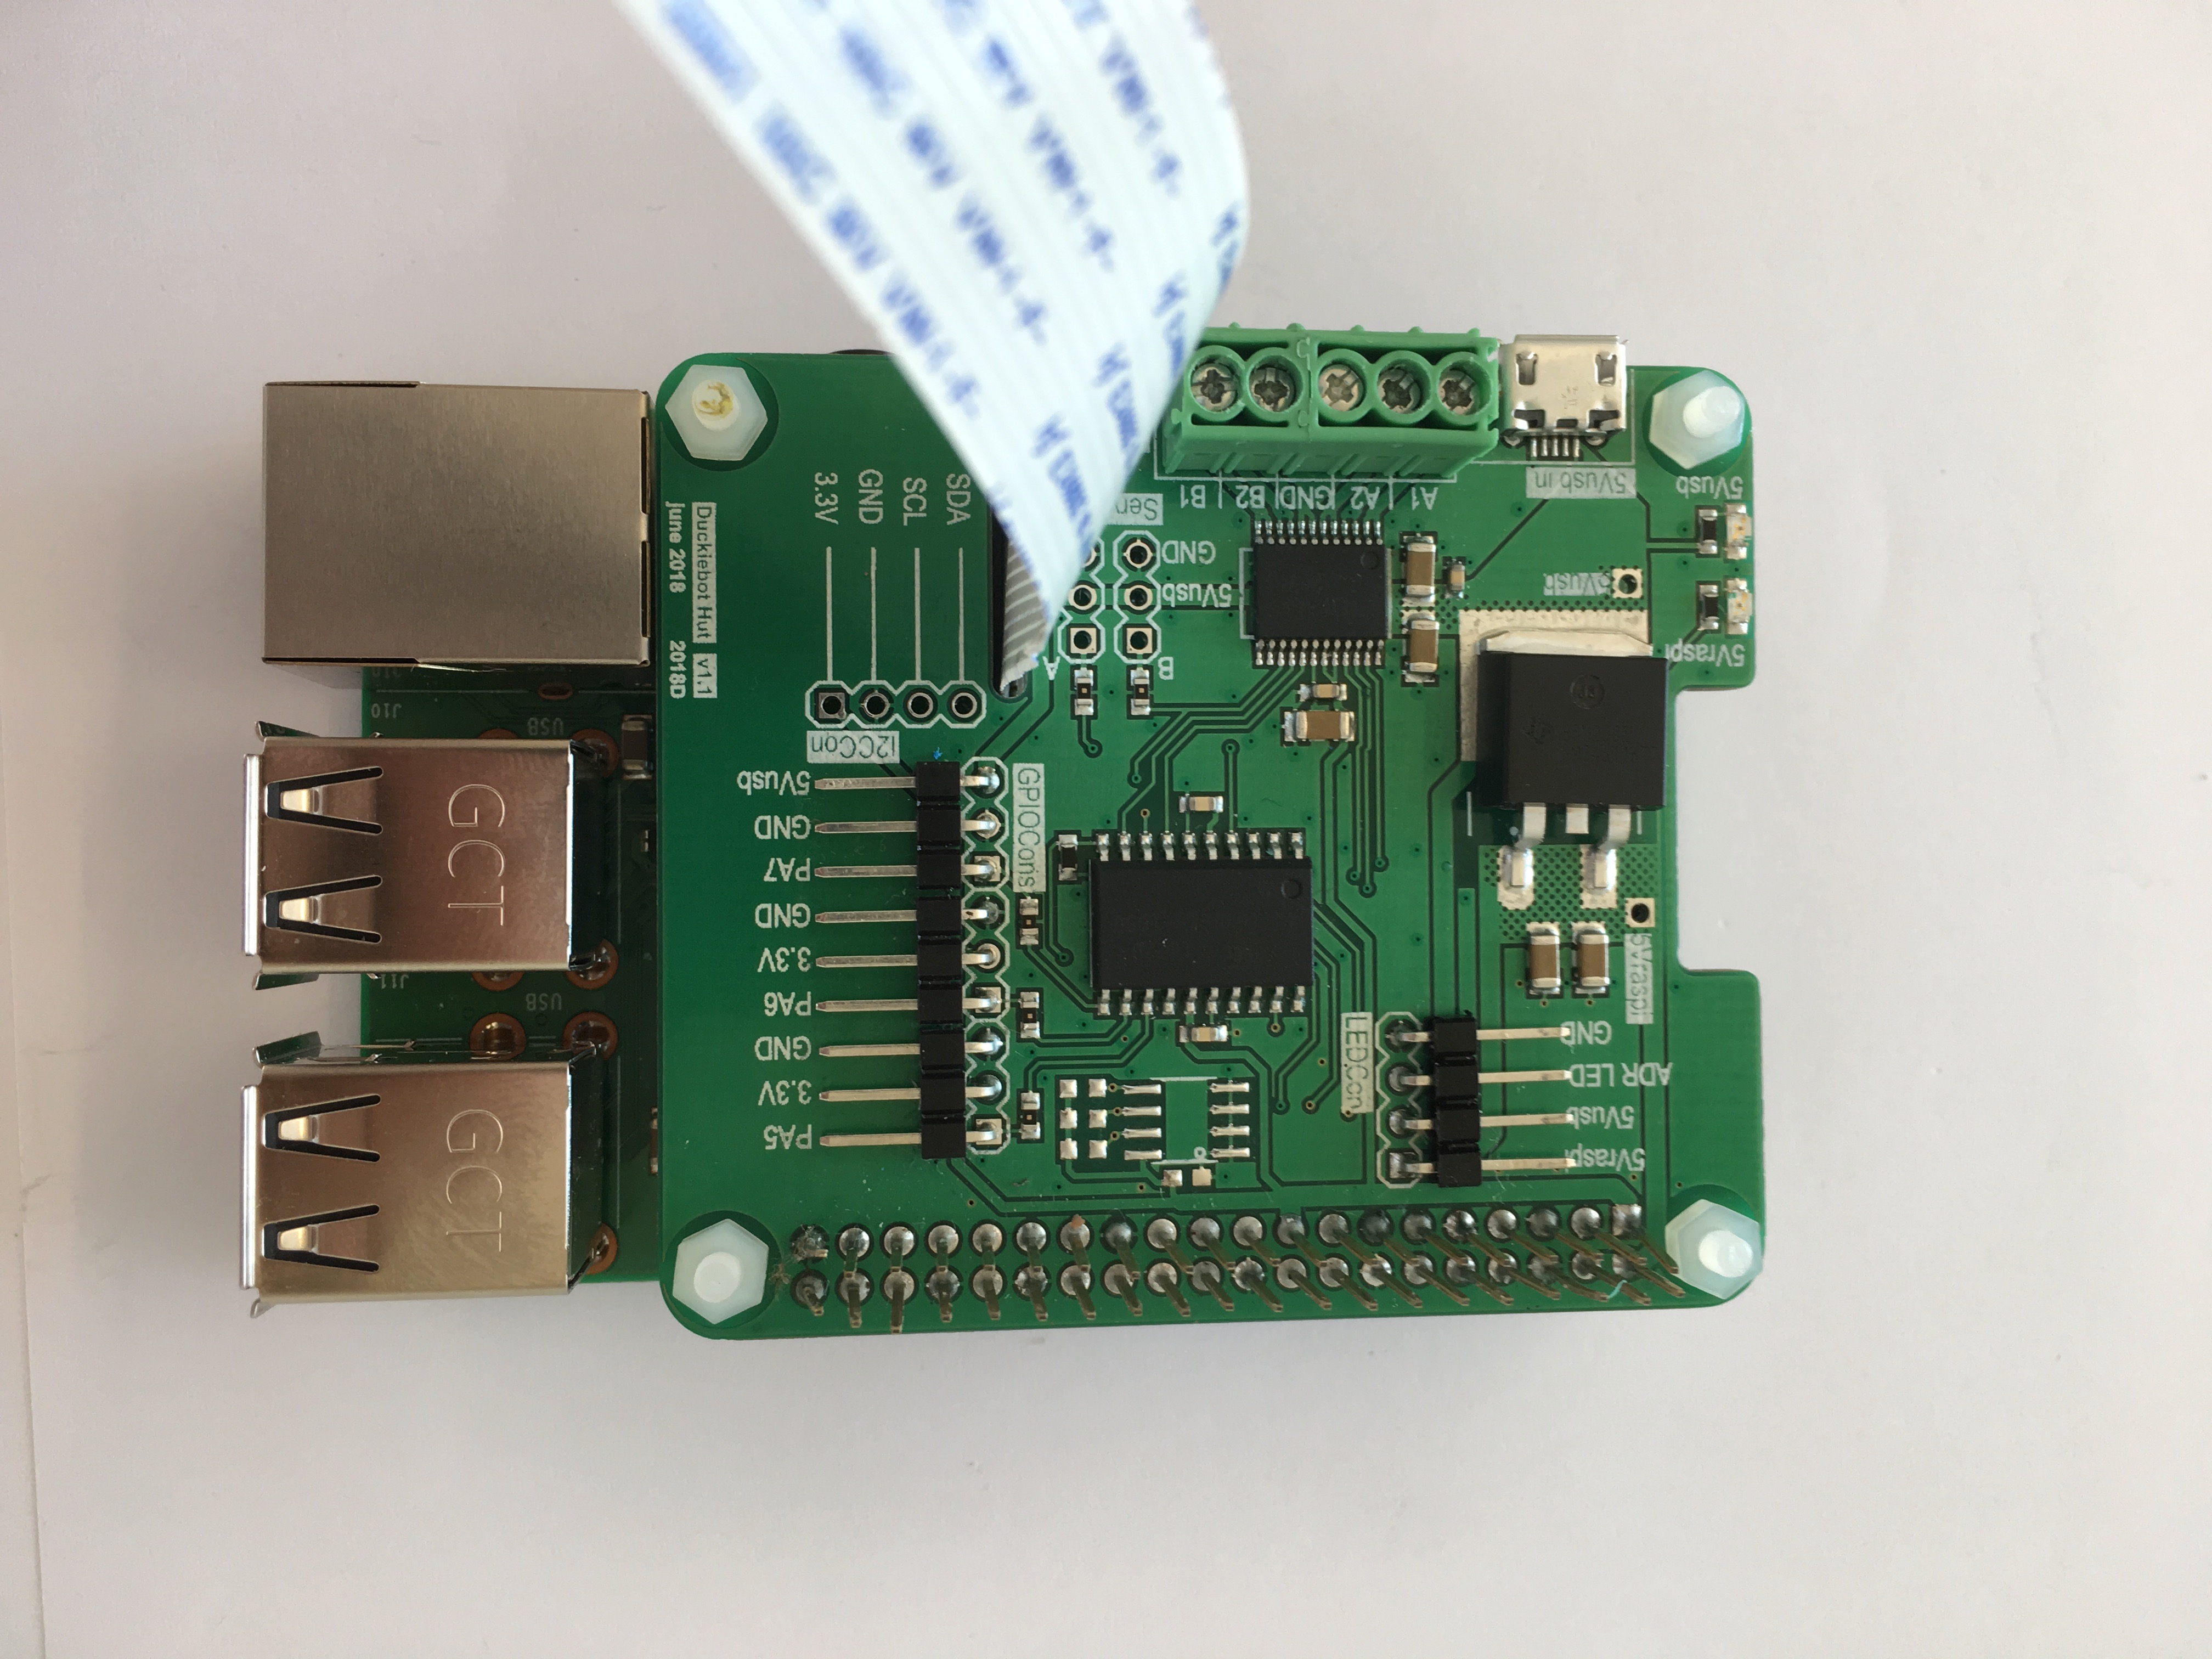 3.3V
GND
SCL
SDA
Duckiebot Hut v1.1
june 2018 2018D
I2CCon
GPIOCons
5Vusb
GND
PA7
GND
3.3V
PA6
GND
3.3V
PA5
B1 | B2 | GND | A2 | A1
GND
5Vusb
A
B
5Vusb in
5Vusb
5Vraspi
5Vusb
5Vraspi
LEDCon
GND
ADR LED
5Vusb
5Vraspi
J10
USB
J11
USB
GCT
GCT